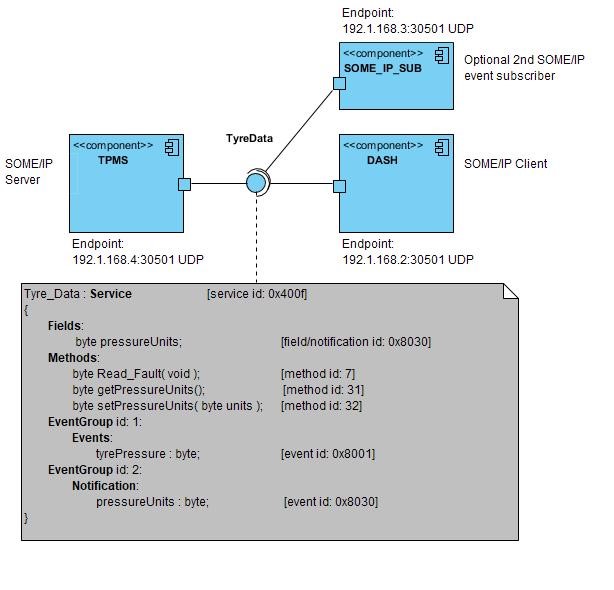 Endpoint:
192.1.168.3:30501 UDP
<<component>>
SOME_IP_SUB
Optional 2nd SOME/IP
event subscriber
TyreData
SOME/IP
Server
<<component>>
TPMS
<<component>>
DASH
SOME/IP Client
Endpoint:
192.1.168.4:30501 UDP
Endpoint:
192.1.168.2:30501 UDP
Tyre_Data : Service [service id: 0x400f]
{
Fields:
byte pressureUnits; [field/notification id: 0x8030]
Methods:
byte Read_Fault( void ); [method id: 7]
byte getPressureUnits(); [method id: 31]
byte setPressureUnits( byte units ); [method id: 32]
EventGroup id: 1:
Events:
tyrePressure : byte; [event id: 0x8001]
EventGroup id: 2:
Notification:
pressureUnits : byte; [event id: 0x8030]
}